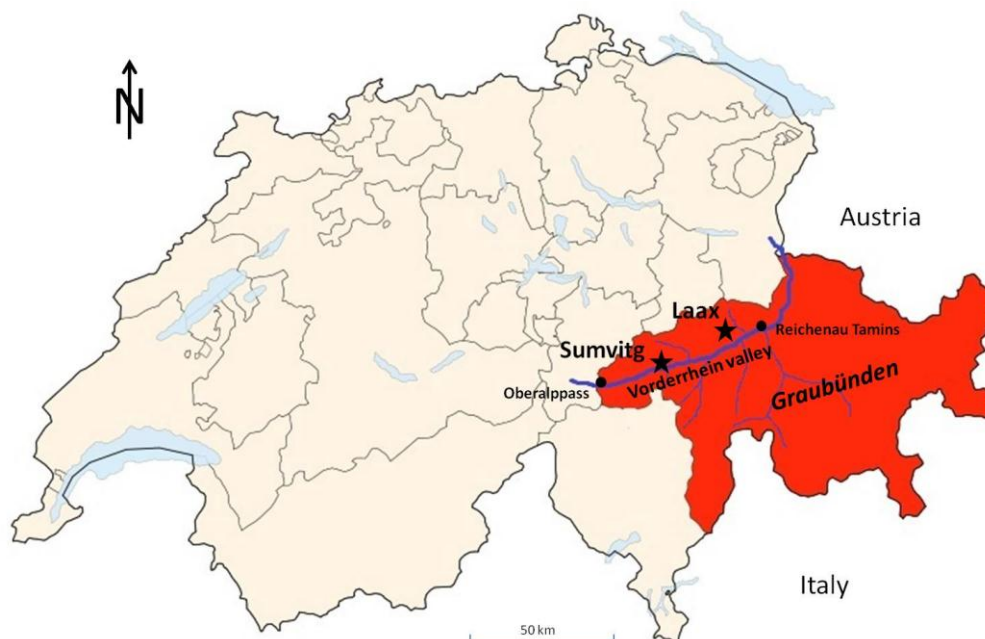 N
Austria
Laax
Reichenau Tamins
Sumvitg
Vorderrhein valley
Oberalppass
Graubünden
Italy
50 km